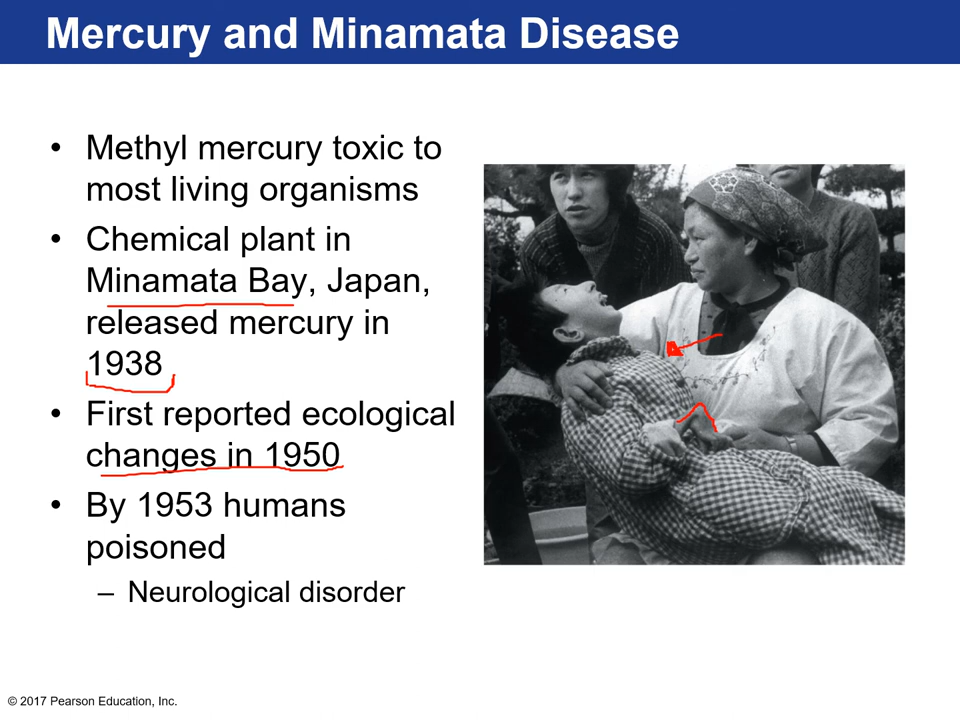 Mercury and Minamata Disease
• Methyl mercury toxic to
most living organisms
• Chemical plant in
Minamata Bay, Japan,
released mercury in
1938
• First reported ecological
changes in 1950
• By 1953 humans
poisoned
– Neurological disorder
© 2017 Pearson Education, Inc.